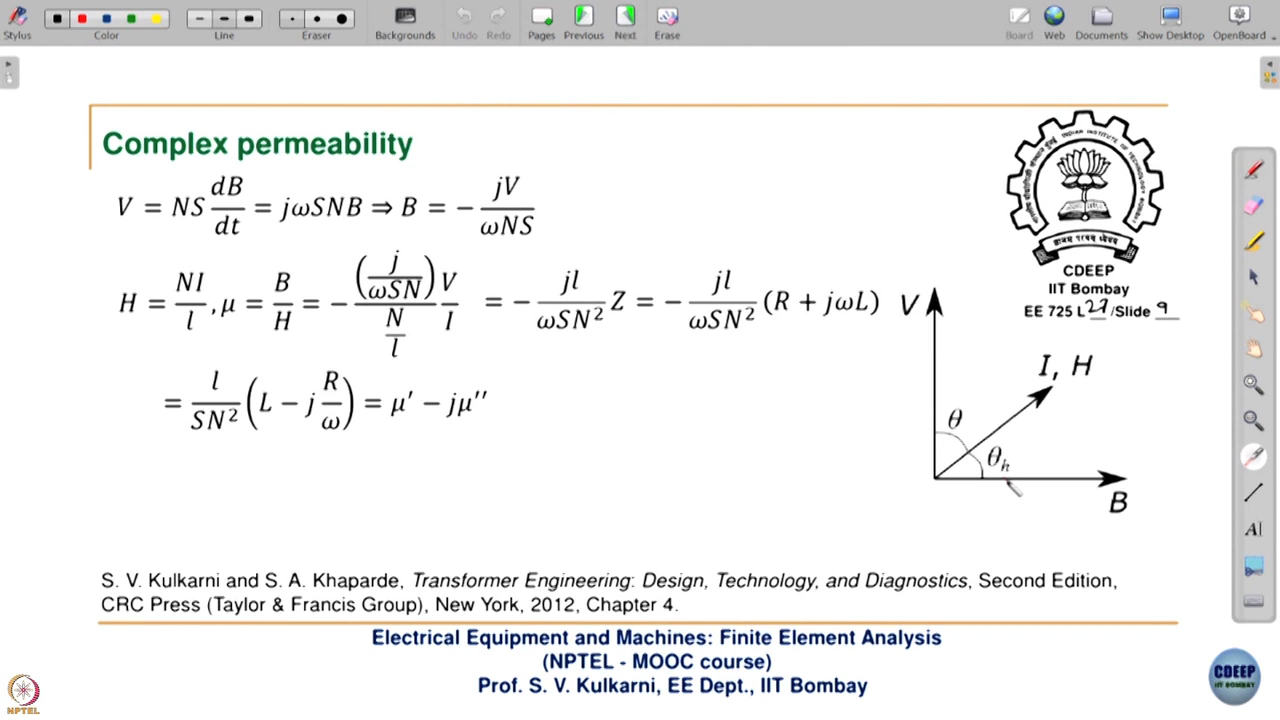 Stylus Color Line Eraser Backgrounds Undo Redo Pages Previous Next Erase Board Web Documents Show Desktop OpenBoard
Complex permeability
V = NS dB/dt = jωSNB ⇒ B = − jV/ωNS
H = NI/l , μ = B/H = − (j/ωSN)V / (N/l)I = − jl/ωSN² Z = − jl/ωSN² (R + jωL)
= l/SN² (L − j R/ω) = μ′ − jμ″
CDEEP
IIT Bombay
EE 725 L27/Slide 9
V
I, H
θ
θh
B
S. V. Kulkarni and S. A. Khaparde, Transformer Engineering: Design, Technology, and Diagnostics, Second Edition,
CRC Press (Taylor & Francis Group), New York, 2012, Chapter 4.
Electrical Equipment and Machines: Finite Element Analysis
(NPTEL - MOOC course)
Prof. S. V. Kulkarni, EE Dept., IIT Bombay
NPTEL
CDEEP
IIT BOMBAY